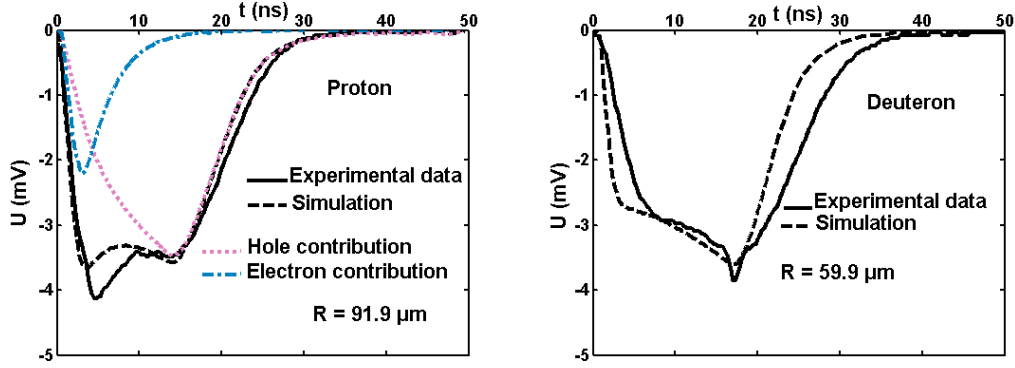 t (ns)
0 10 20 30 40 50
0
-1
-2
-3
-4
-5
U (mV)
Proton
Experimental data
Simulation
Hole contribution
Electron contribution
R = 91.9 µm
t (ns)
0 10 20 30 40 50
0
-1
-2
-3
-4
-5
U (mV)
Deuteron
Experimental data
Simulation
R = 59.9 µm